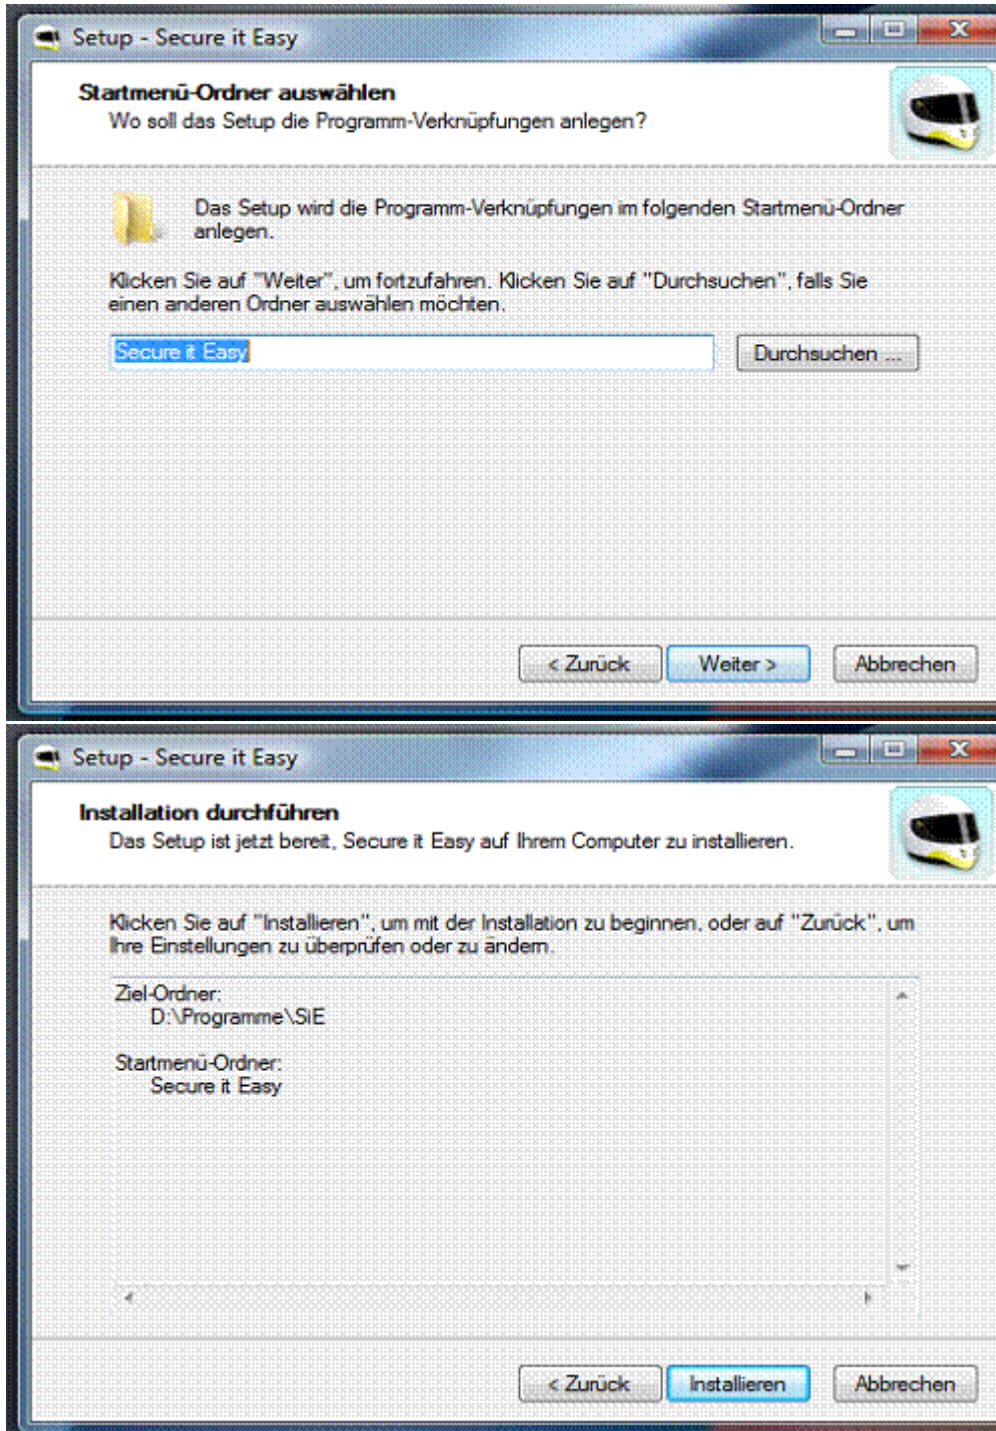 Setup - Secure it Easy
Startmenü-Ordner auswählen
Wo soll das Setup die Programm-Verknüpfungen anlegen?
Das Setup wird die Programm-Verknüpfungen im folgenden Startmenü-Ordner
anlegen.
Klicken Sie auf "Weiter", um fortzufahren. Klicken Sie auf "Durchsuchen", falls Sie
einen anderen Ordner auswählen möchten.
Secure it Easy
Durchsuchen ...
< Zurück
Weiter >
Abbrechen
Setup - Secure it Easy
Installation durchführen
Das Setup ist jetzt bereit, Secure it Easy auf Ihrem Computer zu installieren.
Klicken Sie auf "Installieren", um mit der Installation zu beginnen, oder auf "Zurück", um
Ihre Einstellungen zu überprüfen oder zu ändern.
Ziel-Ordner:
D:\Programme\SiE
Startmenü-Ordner:
Secure it Easy
< Zurück
Installieren
Abbrechen